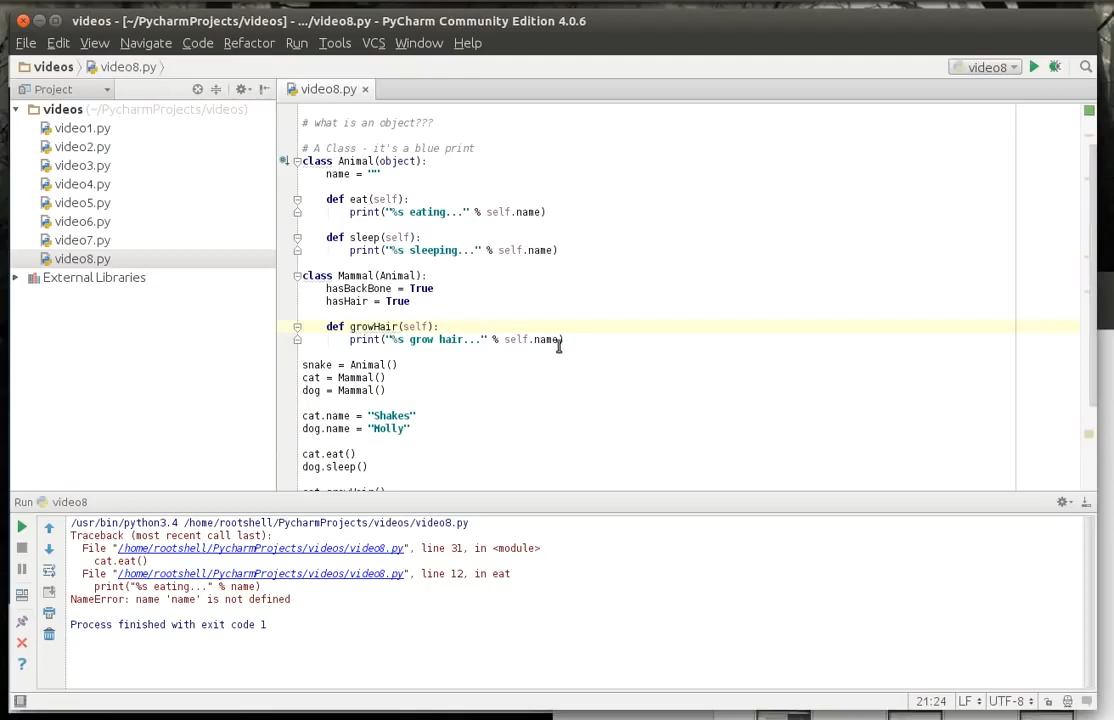 videos - [~/PycharmProjects/videos] - .../video8.py - PyCharm Community Edition 4.0.6
File Edit View Navigate Code Refactor Run Tools VCS Window Help
videos video8.py video8
Project video8.py
videos (~/PycharmProjects/videos)
video1.py
video2.py
video3.py
video4.py
video5.py
video6.py
video7.py
video8.py
External Libraries
# what is an object???
# A Class - it's a blue print
class Animal(object):
name = ""
def eat(self):
print("%s eating..." % self.name)
def sleep(self):
print("%s sleeping..." % self.name)
class Mammal(Animal):
hasBackBone = True
hasHair = True
def growHair(self):
print("%s grow hair..." % self.name)
snake = Animal()
cat = Mammal()
dog = Mammal()
cat.name = "Shakes"
dog.name = "Molly"
cat.eat()
dog.sleep()
Run video8
/usr/bin/python3.4 /home/rootshell/PycharmProjects/videos/video8.py
Traceback (most recent call last):
File "/home/rootshell/PycharmProjects/videos/video8.py", line 31, in <module>
cat.eat()
File "/home/rootshell/PycharmProjects/videos/video8.py", line 12, in eat
print("%s eating..." % name)
NameError: name 'name' is not defined
Process finished with exit code 1
21:24 LF UTF-8